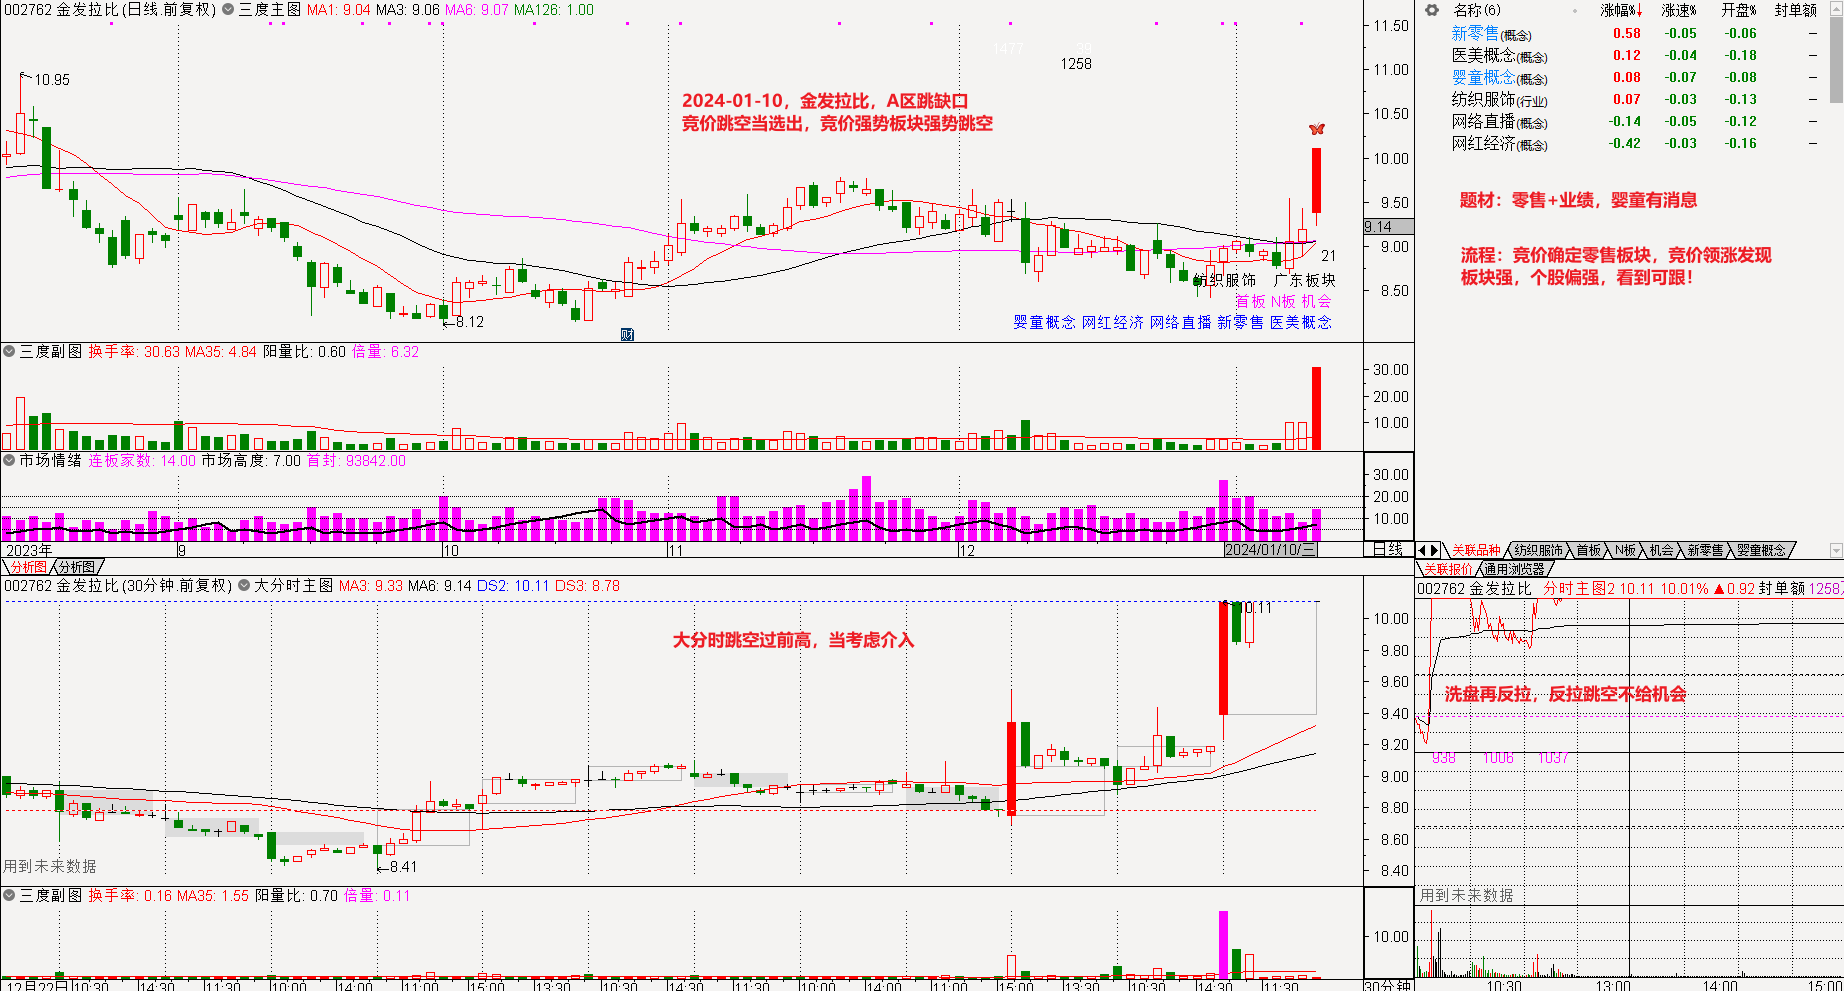 002762 金发拉比(日线.前复权) 三度主图 MA1: 9.04 MA3: 9.06 MA6: 9.07 MA126: 1.00
1477 39
1258
10.95
2024-01-10，金发拉比，A区跳缺口
竞价跳空当选出，竞价强势板块强势跳空
8.12
财
21
纺织服饰 广东板块
首板 N板 机会
婴童概念 网红经济 网络直播 新零售 医美概念
11.50
11.00
10.50
10.00
9.50
9.14
9.00
8.50
三度副图 换手率: 30.63 MA35: 4.84 阳量比: 0.60 倍量: 6.32
30.00
20.00
10.00
市场情绪 连板家数: 14.00 市场高度: 7.00 首封: 93842.00
30.00
20.00
10.00
2023年 9 10 11 12 2024/01/10/三 日线
分析图 分析图
002762 金发拉比(30分钟.前复权) 大分时主图 MA3: 9.33 MA6: 9.14 DS2: 10.11 DS3: 8.78
10.11
大分时跳空过前高，当考虑介入
8.41
用到未来数据
10.00
9.80
9.60
9.40
9.20
9.00
8.80
8.60
8.40
三度副图 换手率: 0.16 MA35: 1.55 阳量比: 0.70 倍量: 0.11
10.00
12月22日 10:30 14:30 11:30 14:00 11:00 15:00 13:30 10:30 14:30 11:30 10:00 14:00 11:00 15:00 13:30 10:30 14:30 11:30 30分钟
名称(6) 涨幅%↓ 涨速% 开盘% 封单额
新零售(概念) 0.58 -0.05 -0.06 —
医美概念(概念) 0.12 -0.04 -0.18 —
婴童概念(概念) 0.08 -0.07 -0.08 —
纺织服饰(行业) 0.07 -0.03 -0.13 —
网络直播(概念) -0.14 -0.05 -0.12 —
网红经济(概念) -0.42 -0.03 -0.16 —
题材：零售+业绩，婴童有消息
流程：竞价确定零售板块，竞价领涨发现
板块强，个股偏强，看到可跟！
关联品种 纺织服饰 首板 N板 机会 新零售 婴童概念
关联报价 通用浏览器
002762 金发拉比 分时主图2 10.11 10.01% ▲0.92 封单额 1258
洗盘再反拉，反拉跳空不给机会
938 1006 1037
用到未来数据
10:30 13:00 14:00 15:00